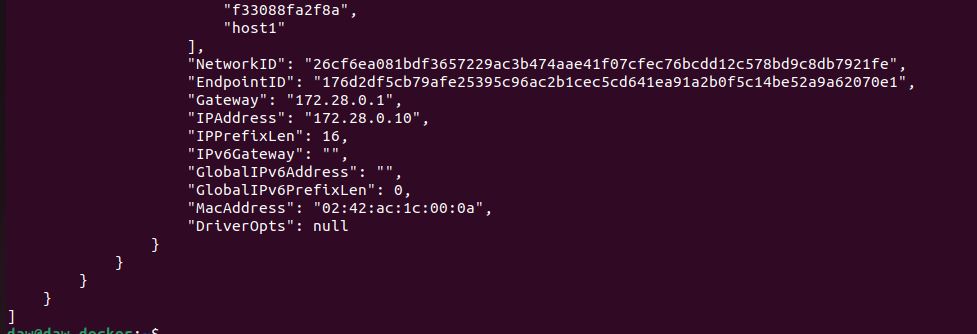 "f33088fa2f8a",
"host1"
],
"NetworkID": "26cf6ea081bdf3657229ac3b474aae41f07cfec76bcdd12c578bd9c8db7921fe",
"EndpointID": "176d2df5cb79afe25395c96ac2b1cec5cd641ea91a2b0f5c14be52a9a62070e1",
"Gateway": "172.28.0.1",
"IPAddress": "172.28.0.10",
"IPPrefixLen": 16,
"IPv6Gateway": "",
"GlobalIPv6Address": "",
"GlobalIPv6PrefixLen": 0,
"MacAddress": "02:42:ac:1c:00:0a",
"DriverOpts": null
}
}
}
}
]